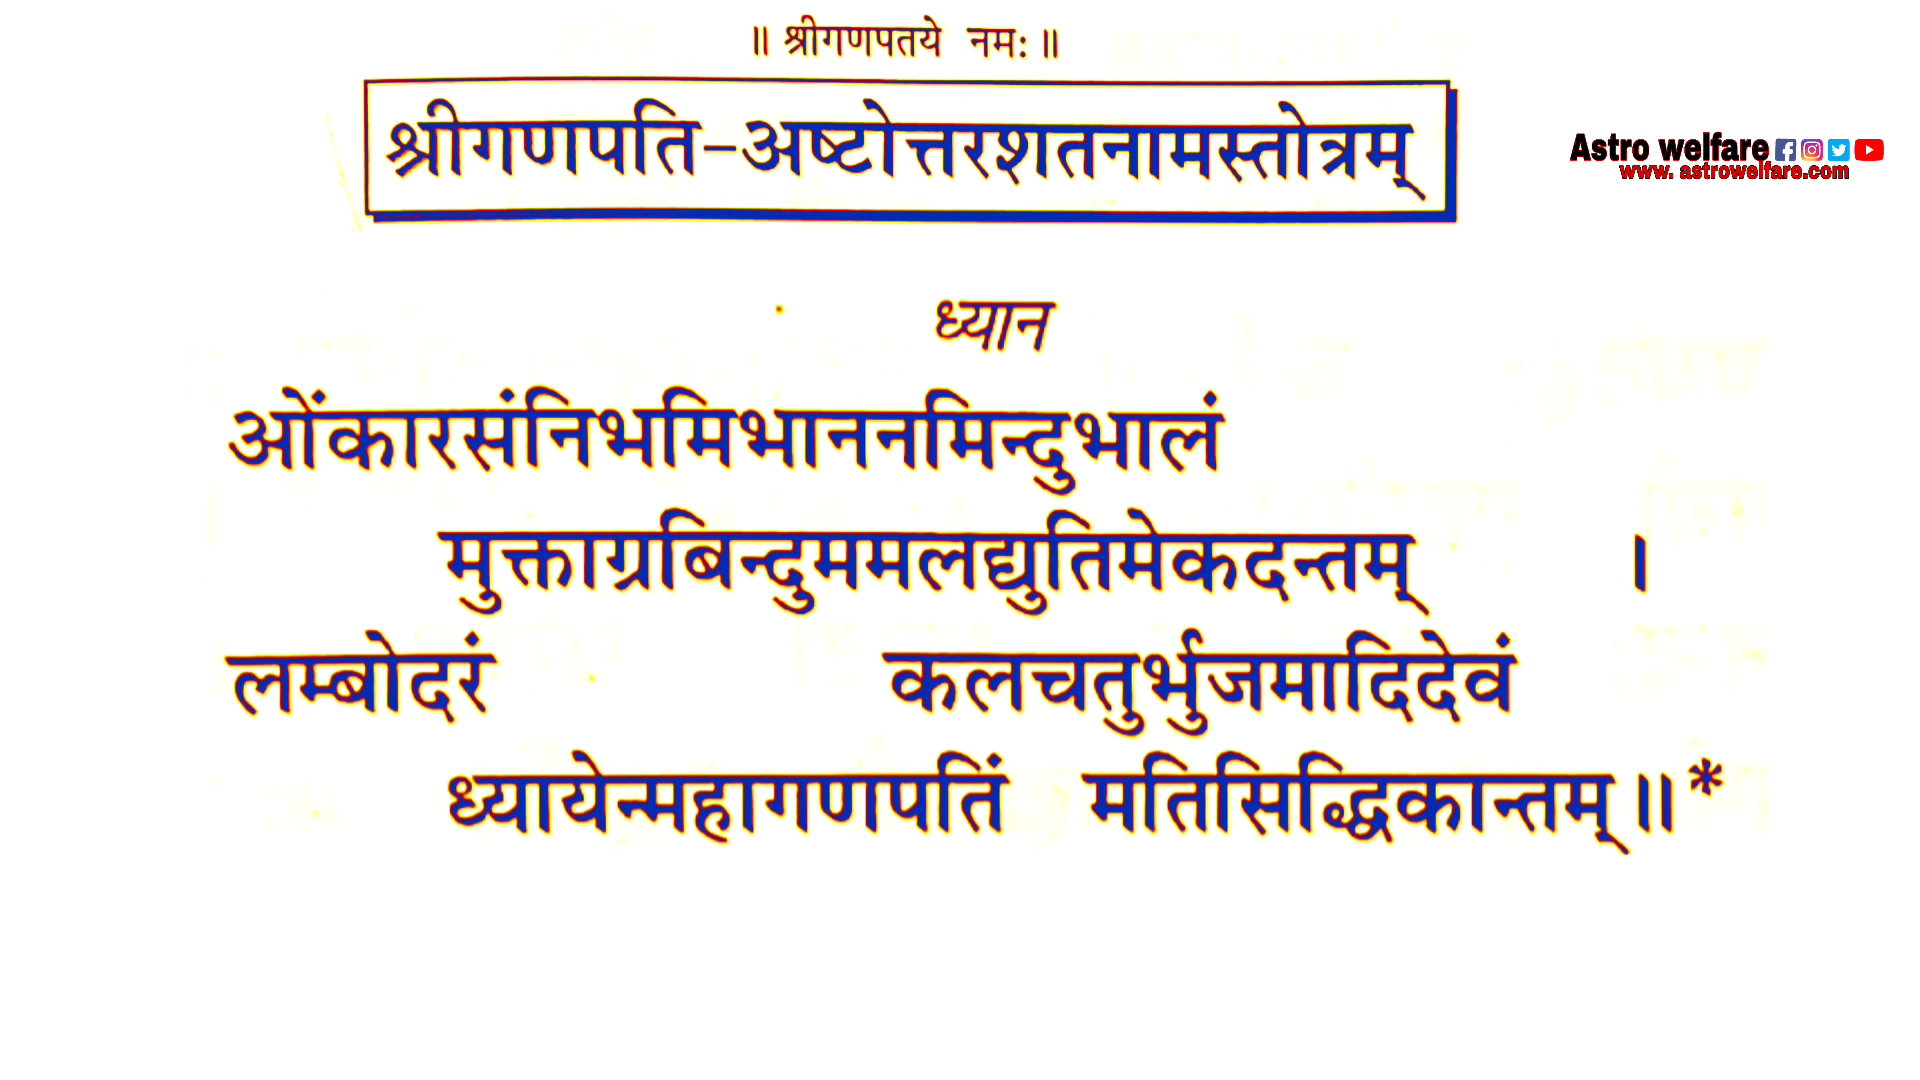 ॥ श्रीगणपतये नमः ॥
श्रीगणपति-अष्टोत्तरशतनामस्तोत्रम्
Astro welfare
www. astrowelfare.com
ध्यान
ओंकारसंनिभमिभाननमिन्दुभालं
मुक्ताग्रबिन्दुममलद्युतिमेकदन्तम् ।
लम्बोदरं कलचतुर्भुजमादिदेवं
ध्यायेन्महागणपतिं मतिसिद्धिकान्तम् ॥*